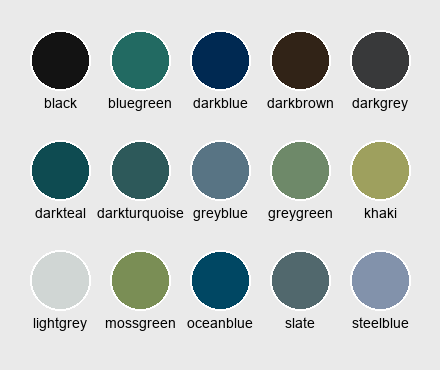 black bluegreen darkblue darkbrown darkgrey
darkteal darkturquoise greyblue greygreen khaki
lightgrey mossgreen oceanblue slate steelblue